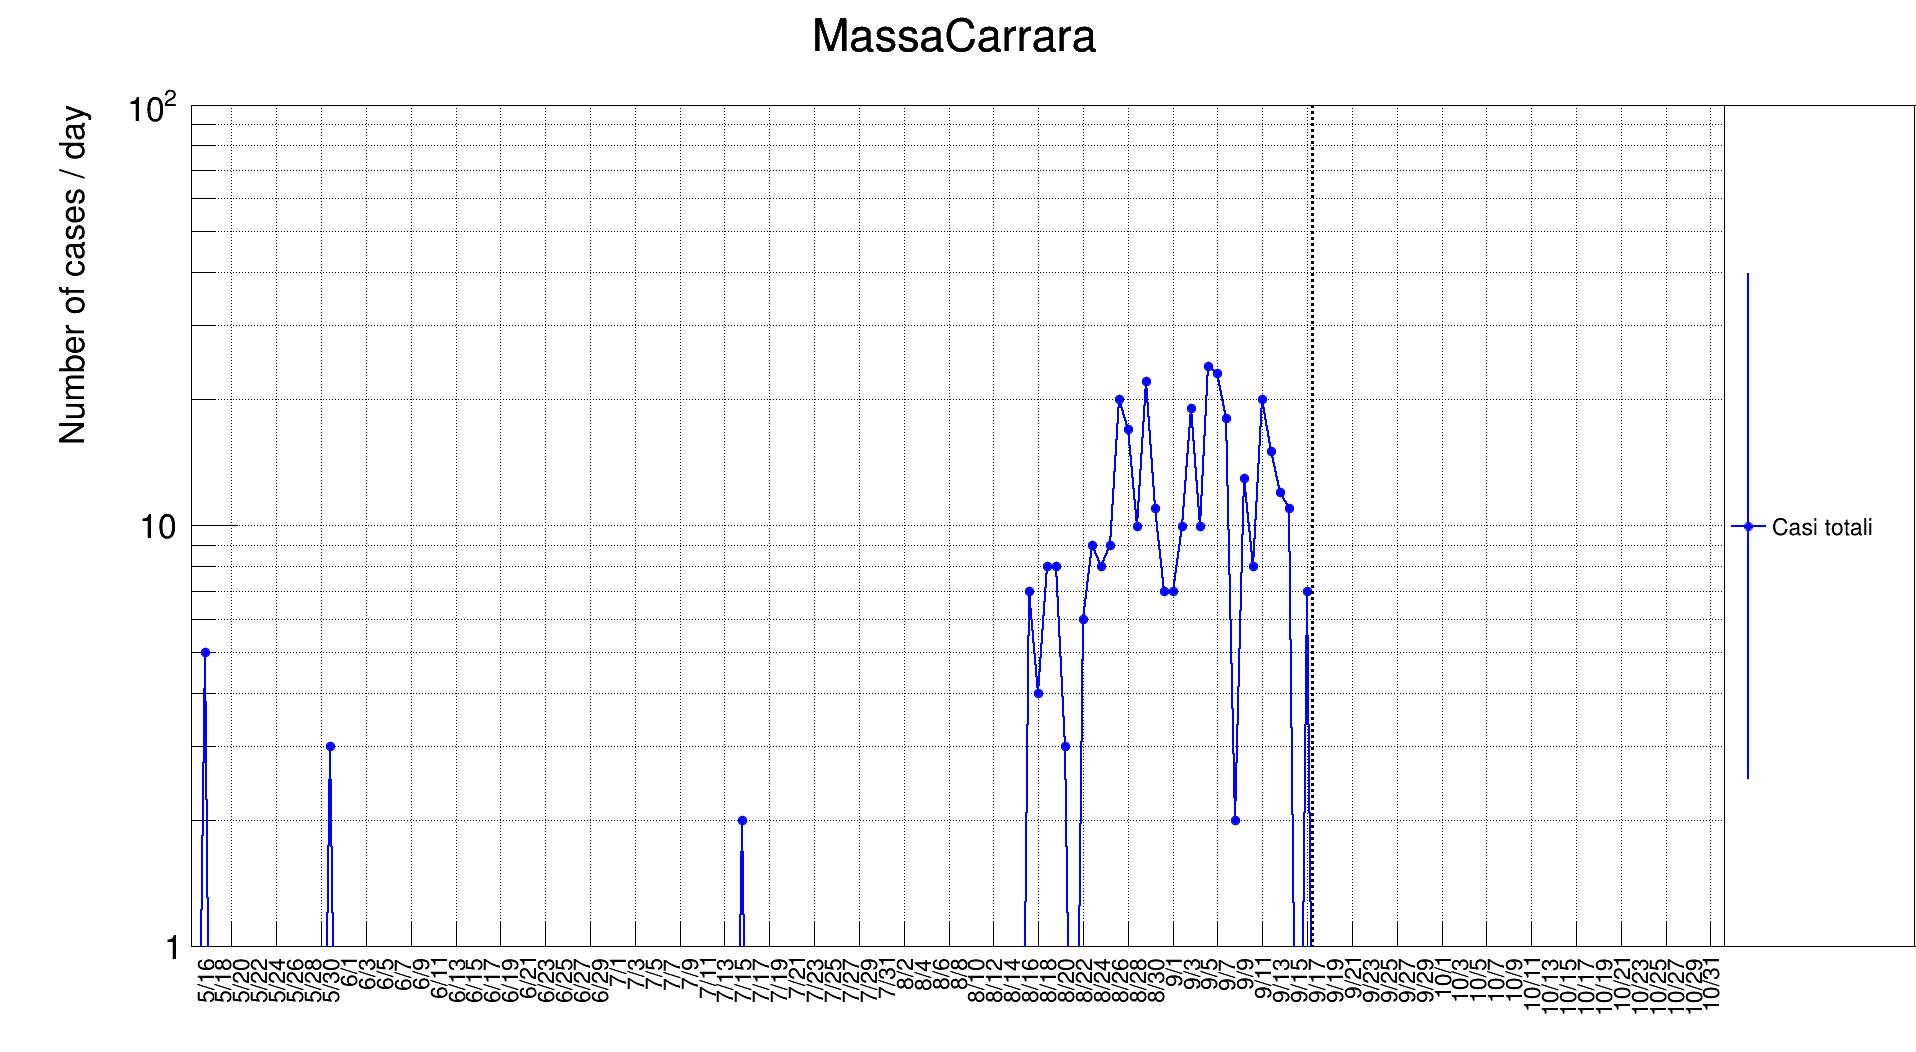 MassaCarrara
Number of cases / day
10²
10
1
5/16 5/18 5/20 5/22 5/24 5/26 5/28 5/30 6/1 6/3 6/5 6/7 6/9 6/11 6/13 6/15 6/17 6/19 6/21 6/23 6/25 6/27 6/29 7/1 7/3 7/5 7/7 7/9 7/11 7/13 7/15 7/17 7/19 7/21 7/23 7/25 7/27 7/29 7/31 8/2 8/4 8/6 8/8 8/10 8/12 8/14 8/16 8/18 8/20 8/22 8/24 8/26 8/28 8/30 9/1 9/3 9/5 9/7 9/9 9/11 9/13 9/15 9/17 9/19 9/21 9/23 9/25 9/27 9/29 10/1 10/3 10/5 10/7 10/9 10/11 10/13 10/15 10/17 10/19 10/21 10/23 10/25 10/27 10/29 10/31
Casi totali